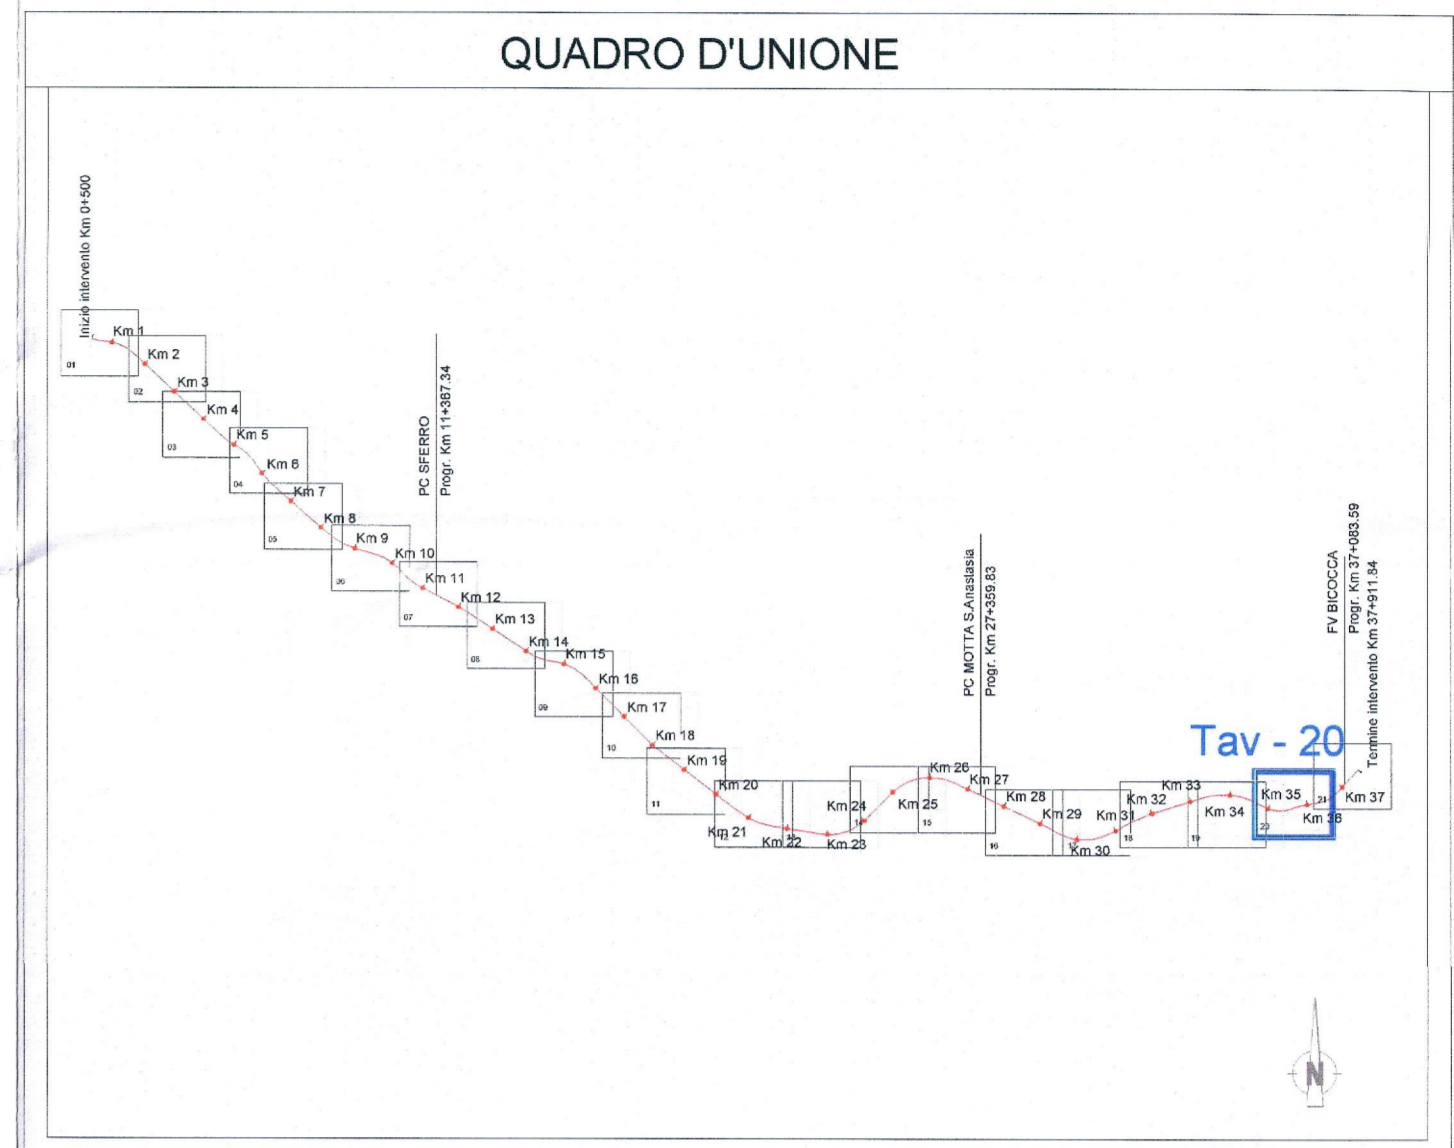 QUADRO D'UNIONE
Inizio intervento Km 0+500
Km 1
01
Km 2
02
Km 3
Km 4
03
Km 5
Km 6
04
Km 7
Km 8
05
Km 9
Km 10
06
PC SFERRO
Progr. Km 11+367.34
Km 11
07
Km 12
Km 13
08
Km 14
Km 15
09
Km 16
Km 17
10
Km 18
Km 19
11
Km 20
Km 21
Km 22
Km 23
Km 24
14
Km 25
15
Km 26
PC MOTTA S.Anastasia
Progr. Km 27+359.83
Km 27
Km 28
16
Km 29
Km 30
Km 31
18
Km 32
Km 33
19
Km 34
Tav - 20
Km 35
20
Km 36
21
Km 37
FV BICOCCA
Progr. Km 37+083.59
Termine intervento Km 37+911.84
N